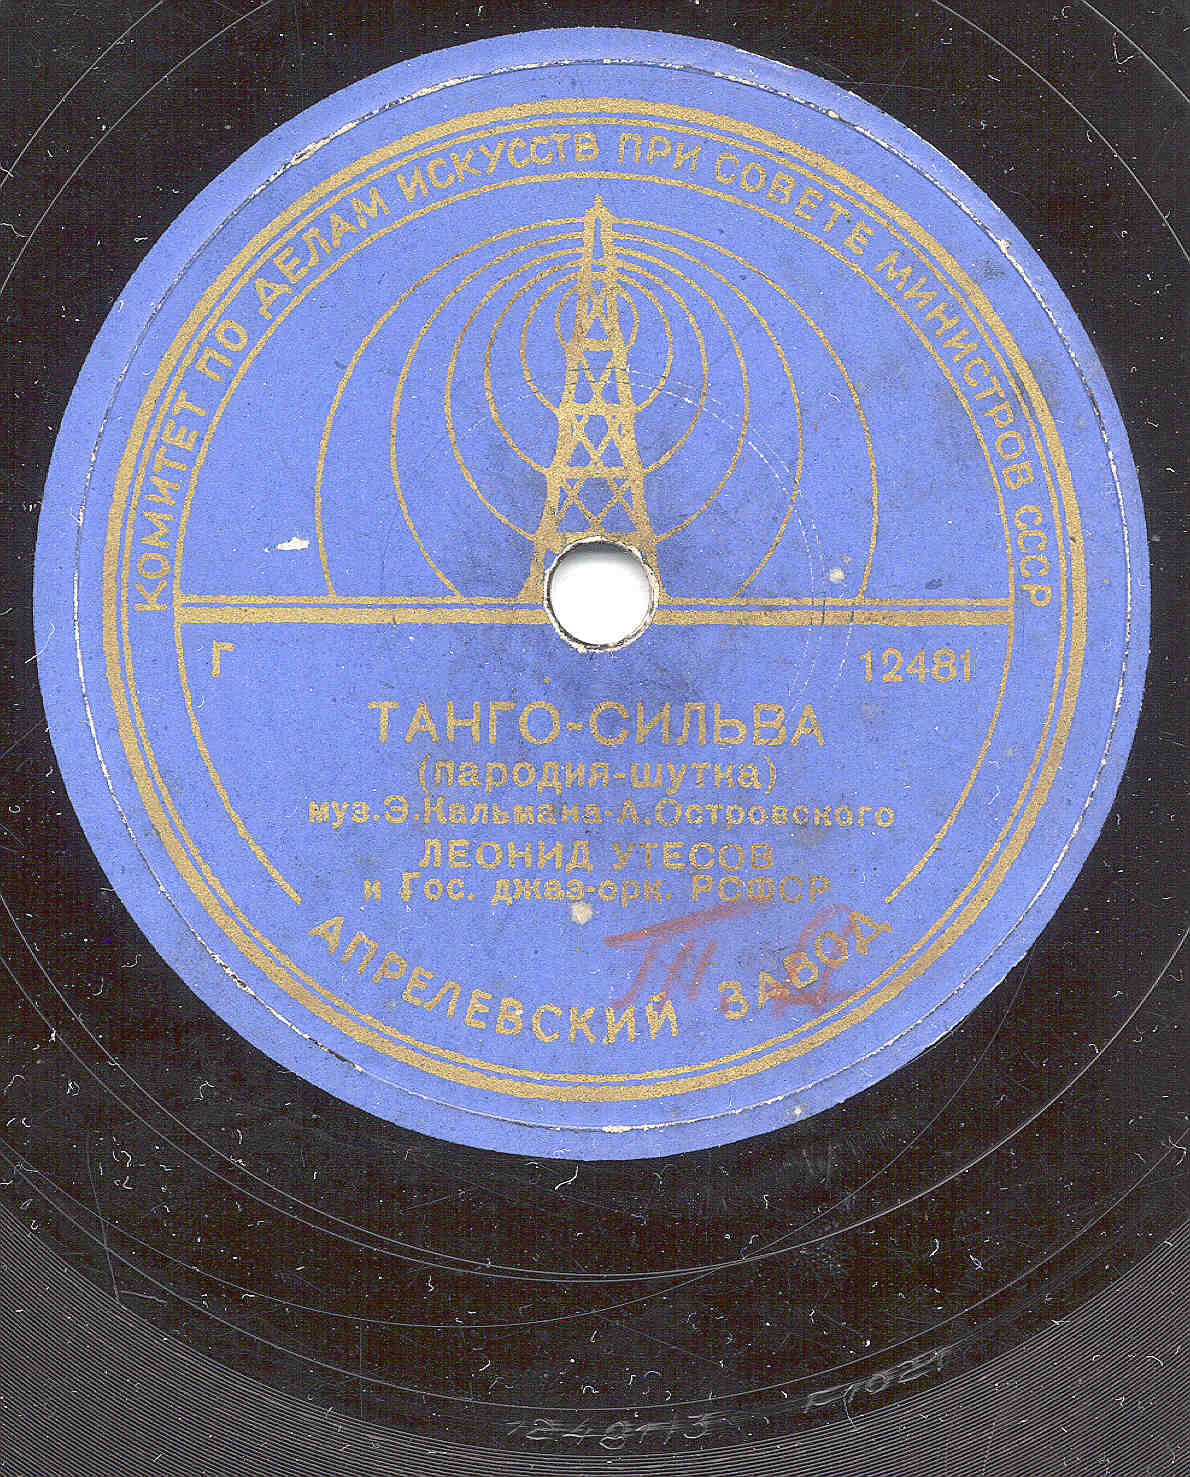 КОМИТЕТ ПО ДЕЛАМ ИСКУССТВ ПРИ СОВЕТЕ МИНИСТРОВ СССР
Г 12481
ТАНГО-СИЛЬВА
(пародия-шутка)
муз.Э.Кальмана-А.Островского
ЛЕОНИД УТЕСОВ
и Гос. джаз-орк. РСФСР
АПРЕЛЕВСКИЙ ЗАВОД